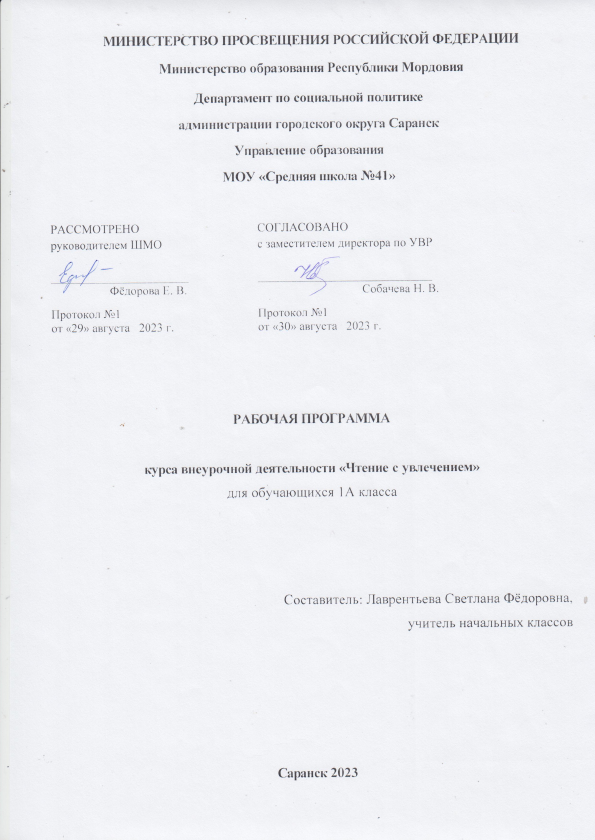 МИНИСТЕРСТВО ПРОСВЕЩЕНИЯ РОССИЙСКОЙ ФЕДЕРАЦИИ
Министерство образования Республики Мордовия
Департамент по социальной политике
администрации городского округа Саранск
Управление образования
МОУ «Средняя школа №41»
РАССМОТРЕНО
руководителем ШМО
Фёдорова Е. В.
Протокол №1
от «29» августа 2023 г.
СОГЛАСОВАНО
с заместителем директора по УВР
Собачева Н. В.
Протокол №1
от «30» августа 2023 г.
РАБОЧАЯ ПРОГРАММА
курса внеурочной деятельности «Чтение с увлечением»
для обучающихся 1А класса
Составитель: Лаврентьева Светлана Фёдоровна,
учитель начальных классов
Саранск 2023